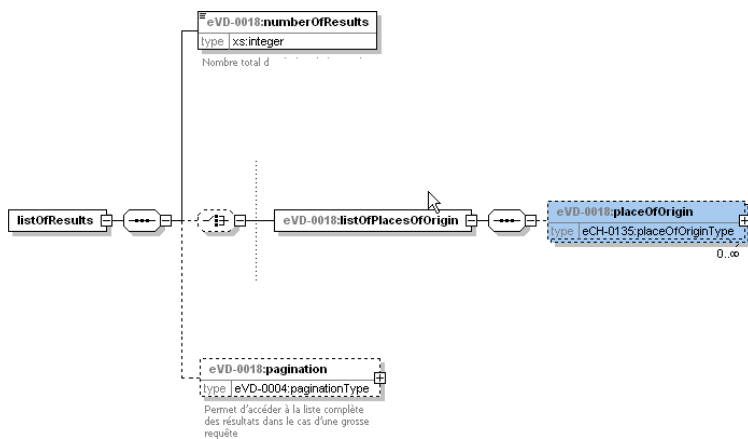 eVD-0018:numberOfResults
type xs:integer
Nombre total d
listOfResults
eVD-0018:listOfPlacesOfOrigin
eVD-0018:placeOfOrigin
type eCH-0135:placeOfOriginType
0..∞
eVD-0018:pagination
type eVD-0004:paginationType
Permet d'accéder à la liste complète
des résultats dans le cas d'une grosse
requête